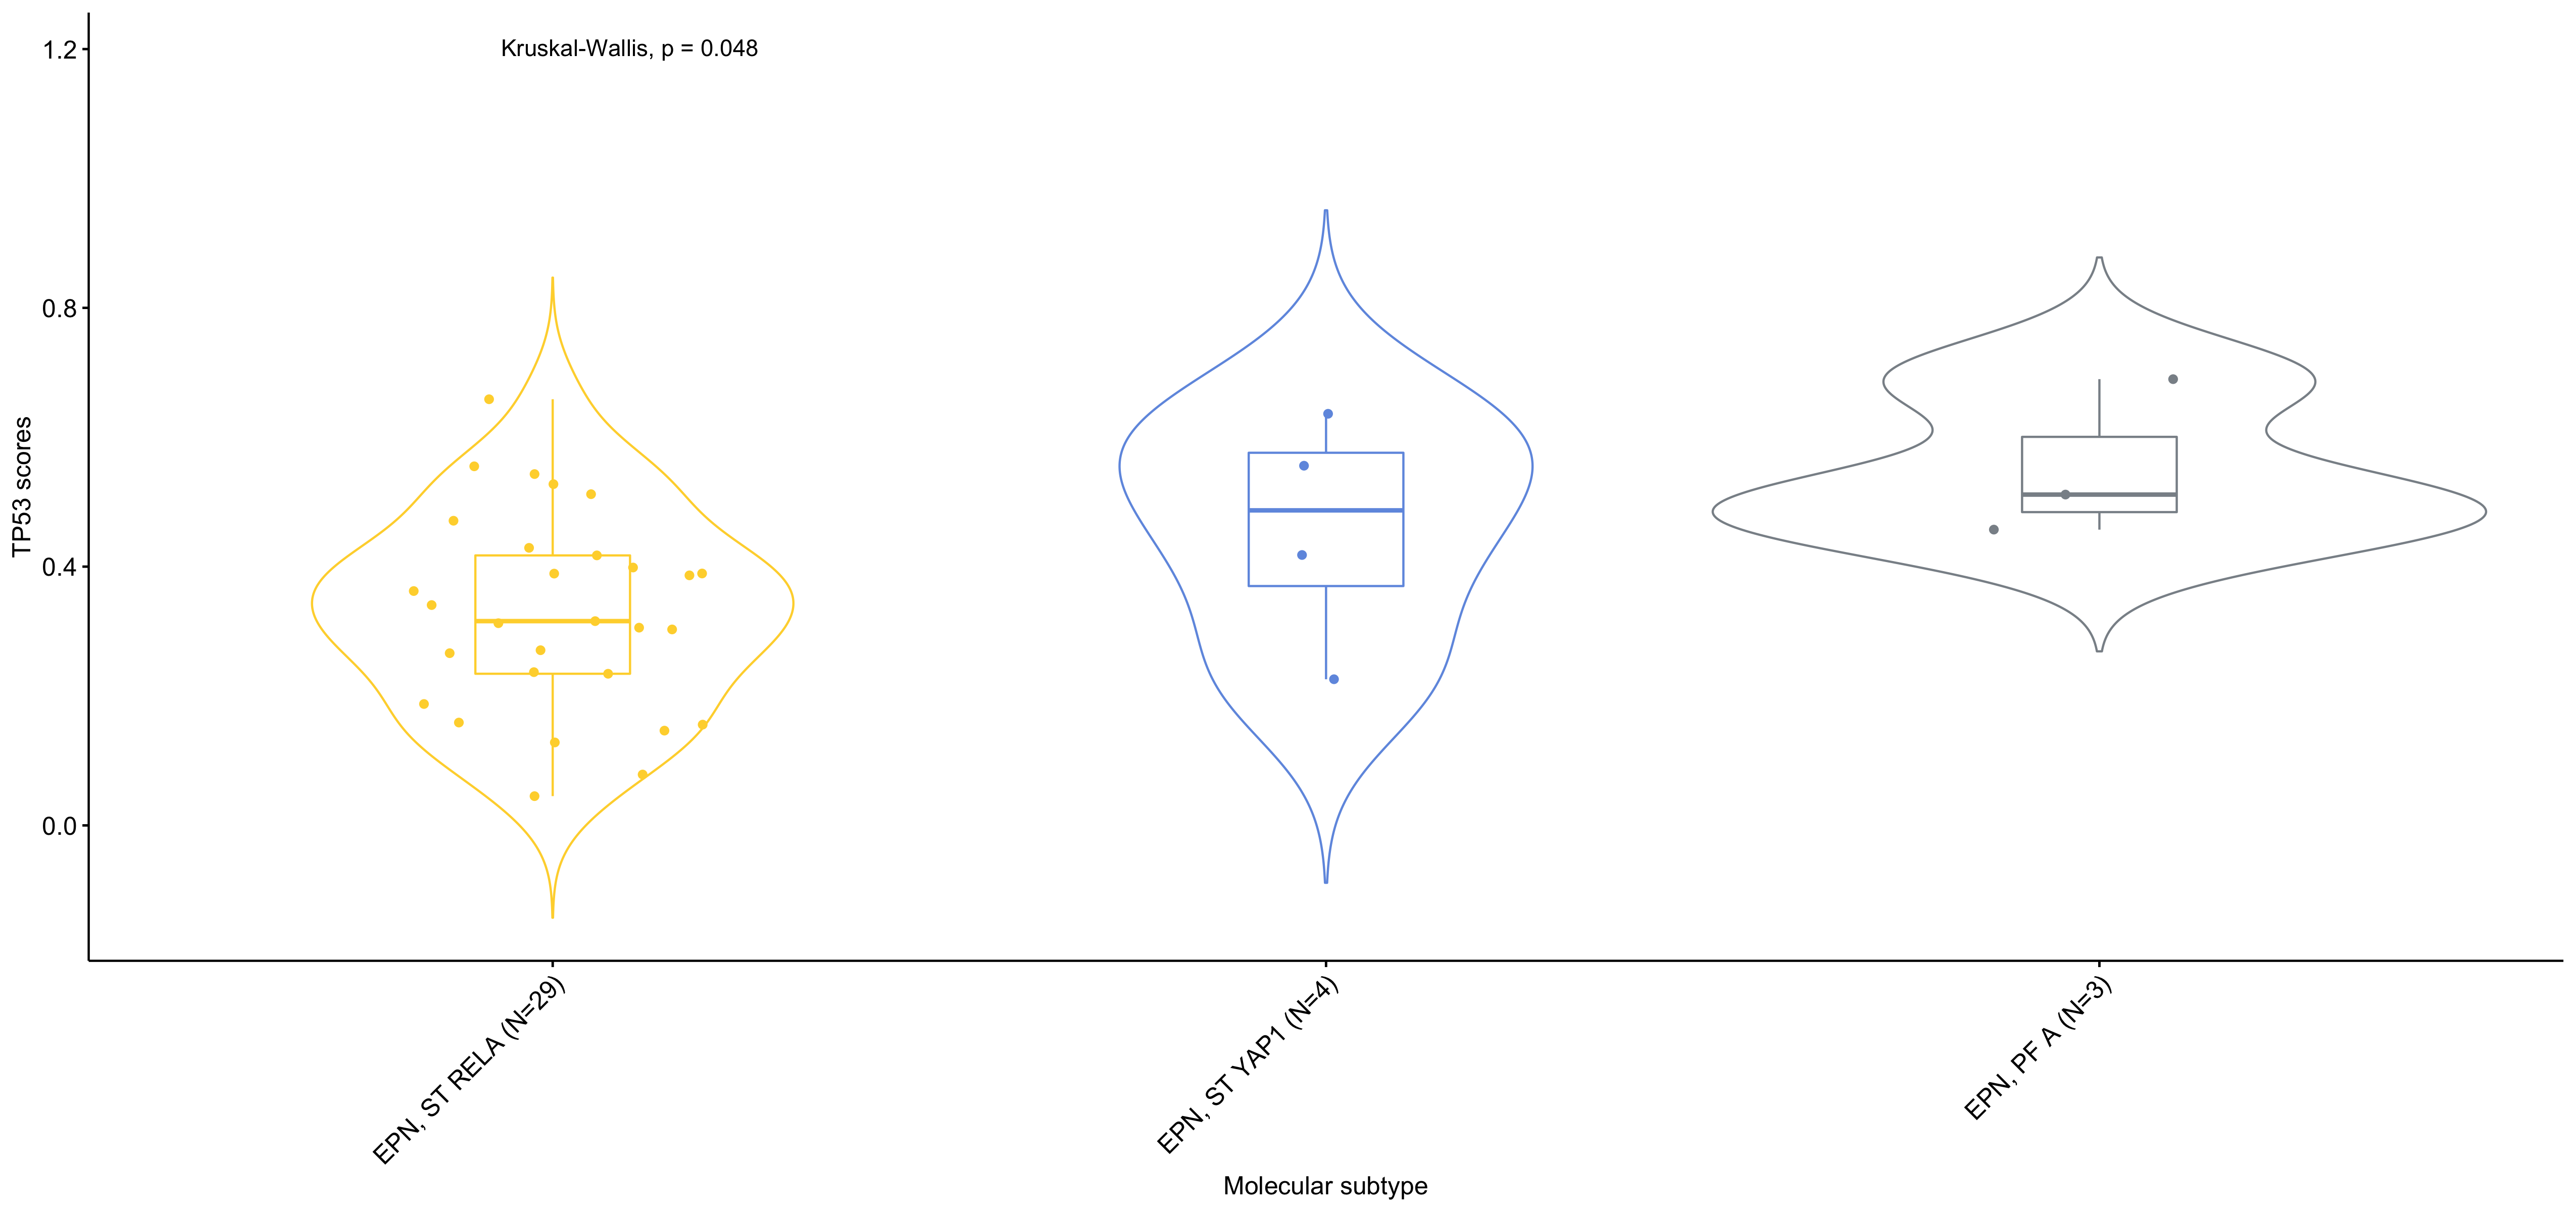 Kruskal-Wallis, p = 0.048
1.2
0.8
0.4
0.0
TP53 scores
EPN, ST RELA (N=29)
EPN, ST YAP1 (N=4)
EPN, PF A (N=3)
Molecular subtype